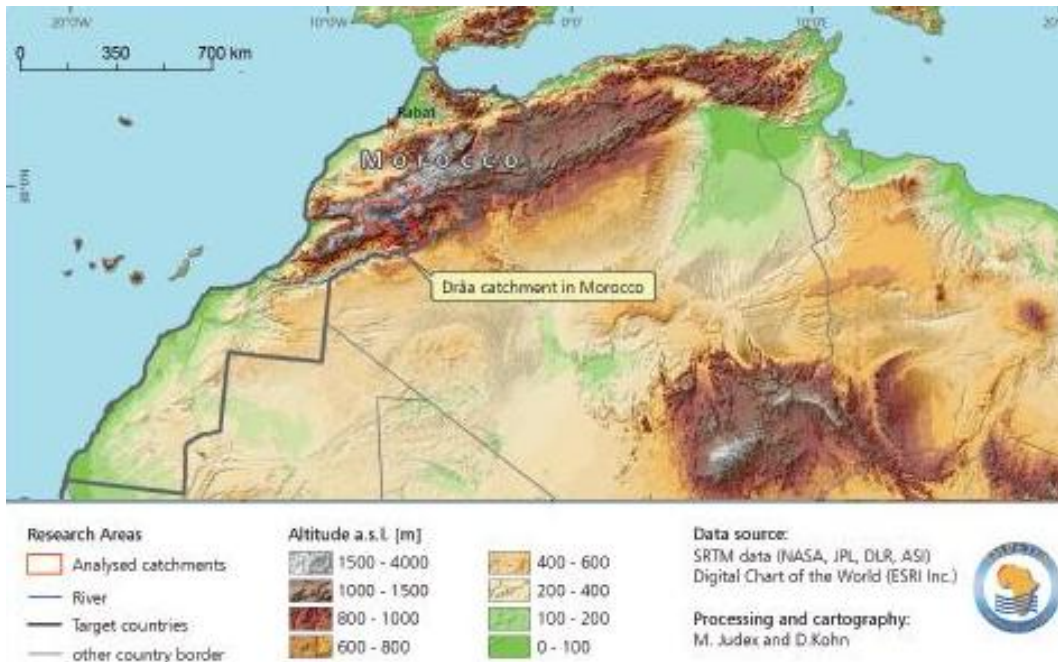 20°0'W 10°0'W 0°0' 10°0'E 20°
0 350 700 km
Rabat
Morocco
30°0'N
Drâa catchment in Morocco
Research Areas
Analysed catchments
River
Target countries
other country border
Altitude a.s.l. [m]
1500 - 4000
1000 - 1500
800 - 1000
600 - 800
400 - 600
200 - 400
100 - 200
0 - 100
Data source:
SRTM data (NASA, JPL, DLR, ASI)
Digital Chart of the World (ESRI Inc.)
Processing and cartography:
M. Judex and D.Kohn